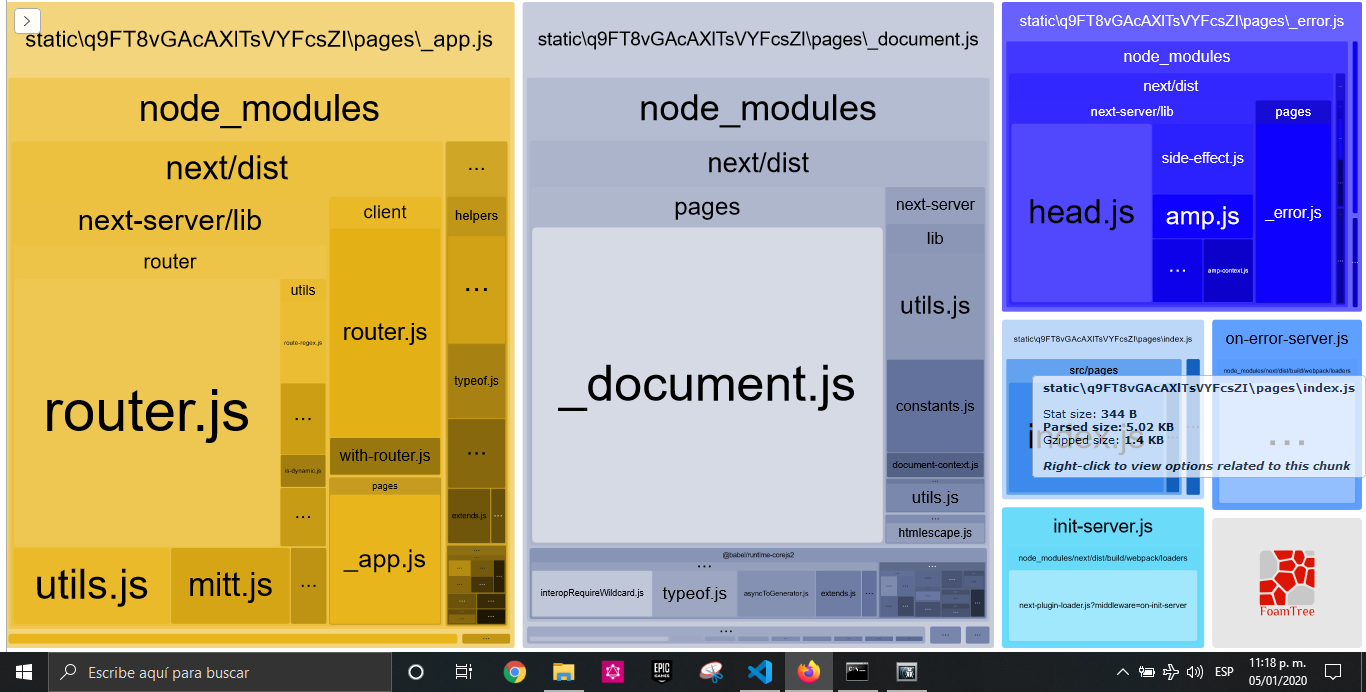 static\q9FT8vGAcAXlTsVYFcsZI\pages\_app.js
node_modules
next/dist
next-server/lib
router
router.js
utils
route-regex.js
...
is-dynamic.js
...
utils.js
mitt.js
...
client
router.js
with-router.js
pages
_app.js
...
helpers
...
typeof.js
...
extends.js
...
...
static\q9FT8vGAcAXlTsVYFcsZI\pages\_document.js
node_modules
next/dist
pages
_document.js
next-server
lib
utils.js
constants.js
document-context.js
...
utils.js
...
htmlescape.js
@babel/runtime-corejs2
...
interopRequireWildcard.js
typeof.js
asyncToGenerator.js
extends.js
...
...
...
...
...
static\q9FT8vGAcAXlTsVYFcsZI\pages\_error.js
node_modules
next/dist
next-server/lib
pages
head.js
side-effect.js
amp.js
...
amp-context.js
_error.js
static\q9FT8vGAcAXlTsVYFcsZI\pages\index.js
src/pages
index.js
on-error-server.js
node_modules/next/dist/build/webpack/loaders
...
static\q9FT8vGAcAXlTsVYFcsZI\pages\index.js
Stat size: 344 B
Parsed size: 5.02 KB
Gzipped size: 1.4 KB
Right-click to view options related to this chunk
init-server.js
node_modules/next/dist/build/webpack/loaders
next-plugin-loader.js?middleware=on-init-server
FoamTree
Escribe aquí para buscar
EPIC
GAMES
ESP
11:18 p. m.
05/01/2020